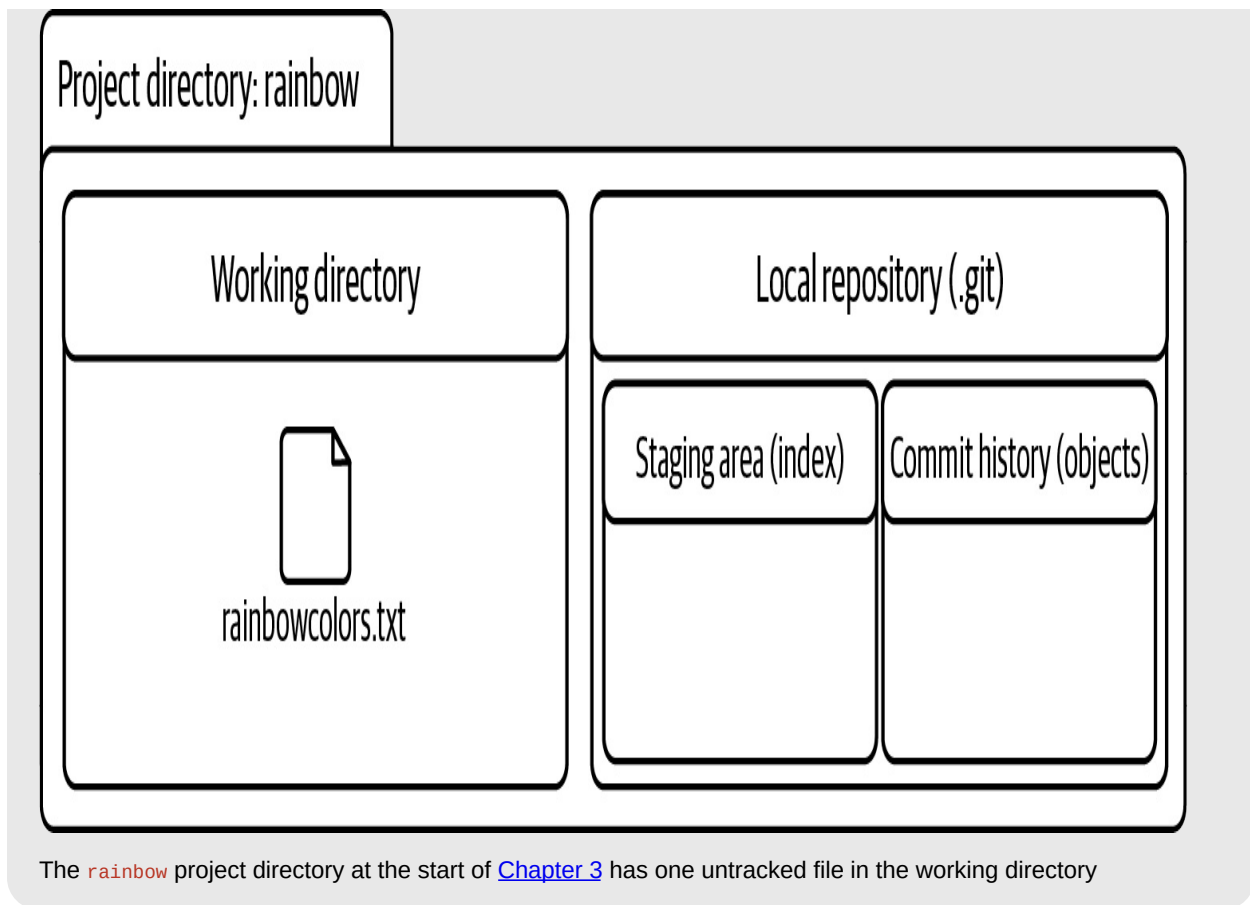 Project directory: rainbow
Working directory
Local repository (.git)
Staging area (index)
Commit history (objects)
rainbowcolors.txt
The rainbow project directory at the start of Chapter 3 has one untracked file in the working directory